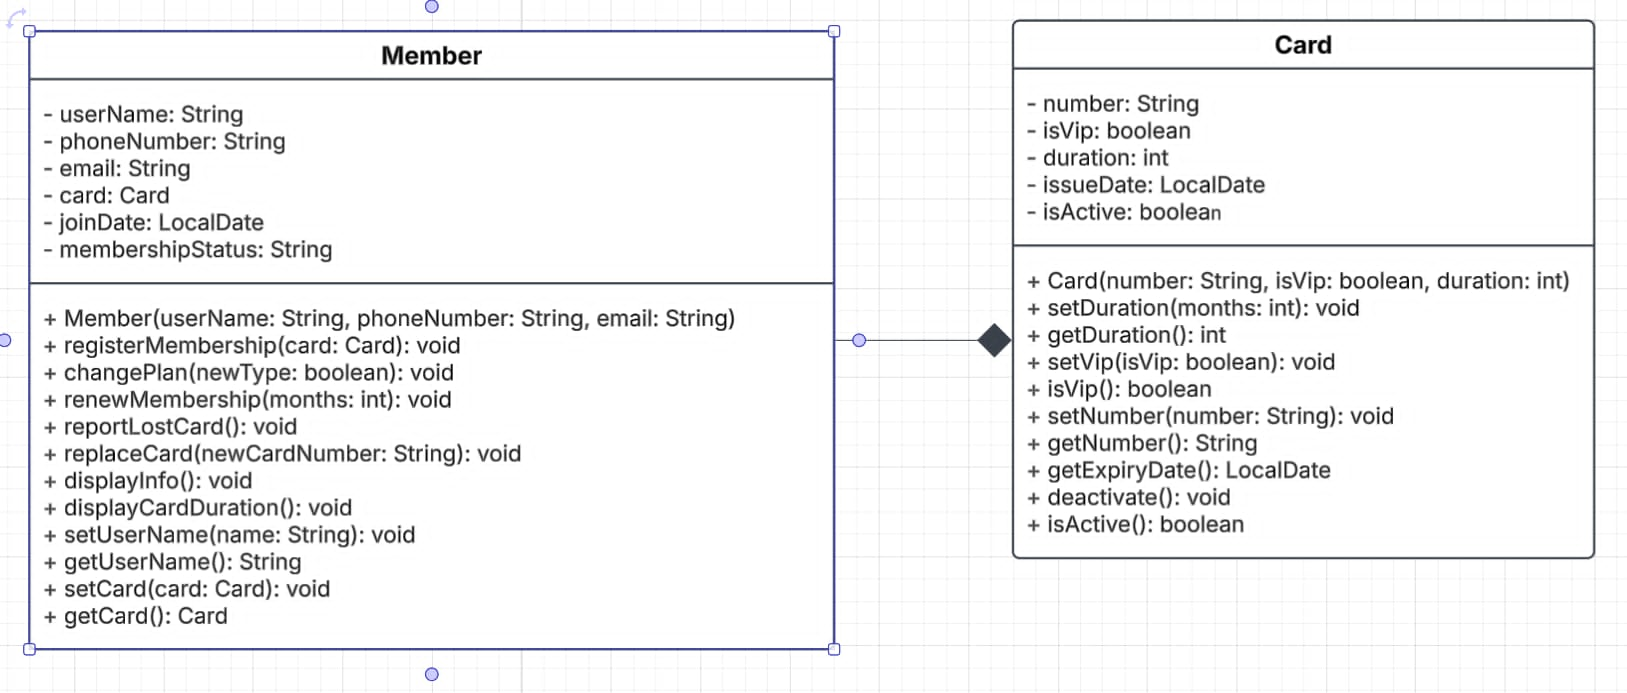 Member
- userName: String
- phoneNumber: String
- email: String
- card: Card
- joinDate: LocalDate
- membershipStatus: String
+ Member(userName: String, phoneNumber: String, email: String)
+ registerMembership(card: Card): void
+ changePlan(newType: boolean): void
+ renewMembership(months: int): void
+ reportLostCard(): void
+ replaceCard(newCardNumber: String): void
+ displayInfo(): void
+ displayCardDuration(): void
+ setUserName(name: String): void
+ getUserName(): String
+ setCard(card: Card): void
+ getCard(): Card
Card
- number: String
- isVip: boolean
- duration: int
- issueDate: LocalDate
- isActive: boolean
+ Card(number: String, isVip: boolean, duration: int)
+ setDuration(months: int): void
+ getDuration(): int
+ setVip(isVip: boolean): void
+ isVip(): boolean
+ setNumber(number: String): void
+ getNumber(): String
+ getExpiryDate(): LocalDate
+ deactivate(): void
+ isActive(): boolean